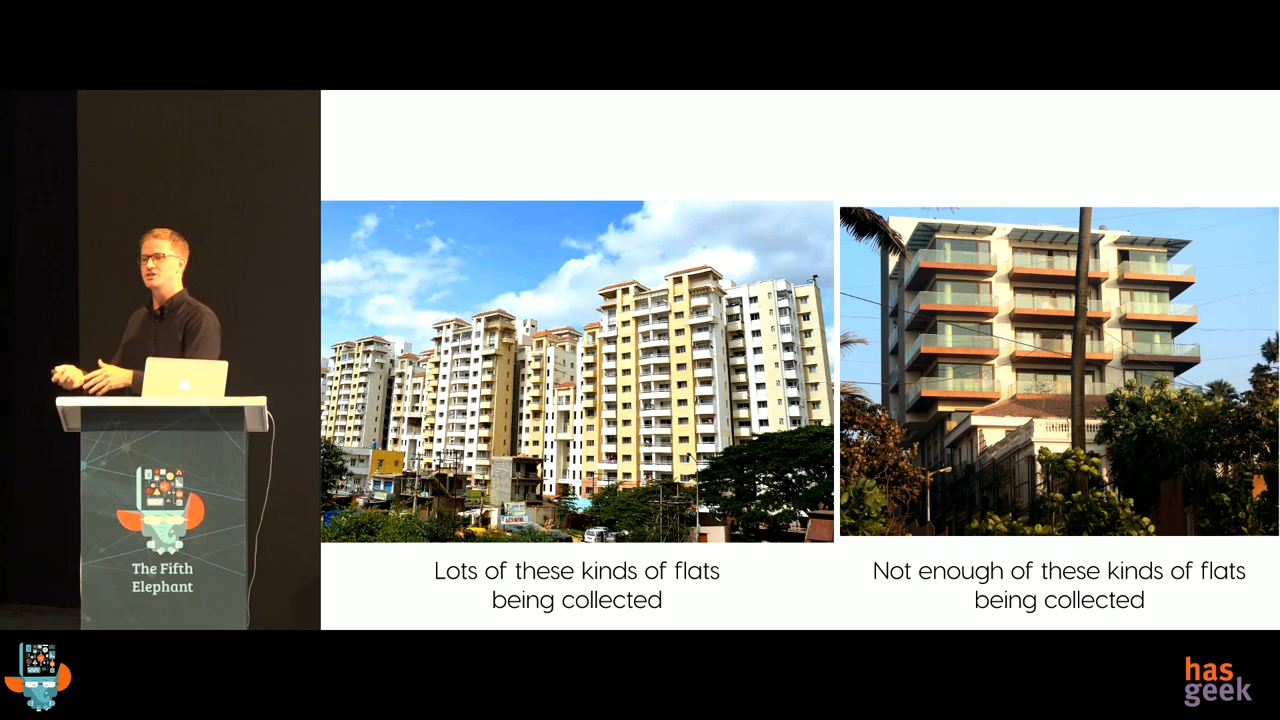 Lots of these kinds of flats
being collected
Not enough of these kinds of flats
being collected
The Fifth
Elephant
has
geek